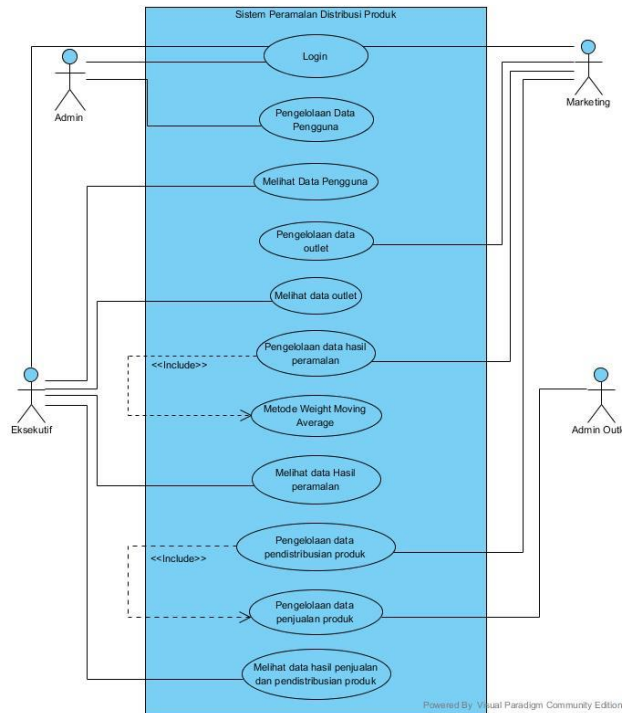 Sistem Peramalan Distribusi Produk
Login
Admin
Marketing
Pengelolaan Data
Pengguna
Melihat Data Pengguna
Pengelolaan data
outlet
Melihat data outlet
Pengelolaan data hasil
peramalan
<<Include>>
Eksekutif
Metode Weight Moving
Average
Admin Outl
Melihat data Hasil
peramalan
Pengelolaan data
pendistribusian produk
<<Include>>
Pengelolaan data
penjualan produk
Melihat data hasil penjualan
dan pendistribusian produk
Powered By Visual Paradigm Community Edition